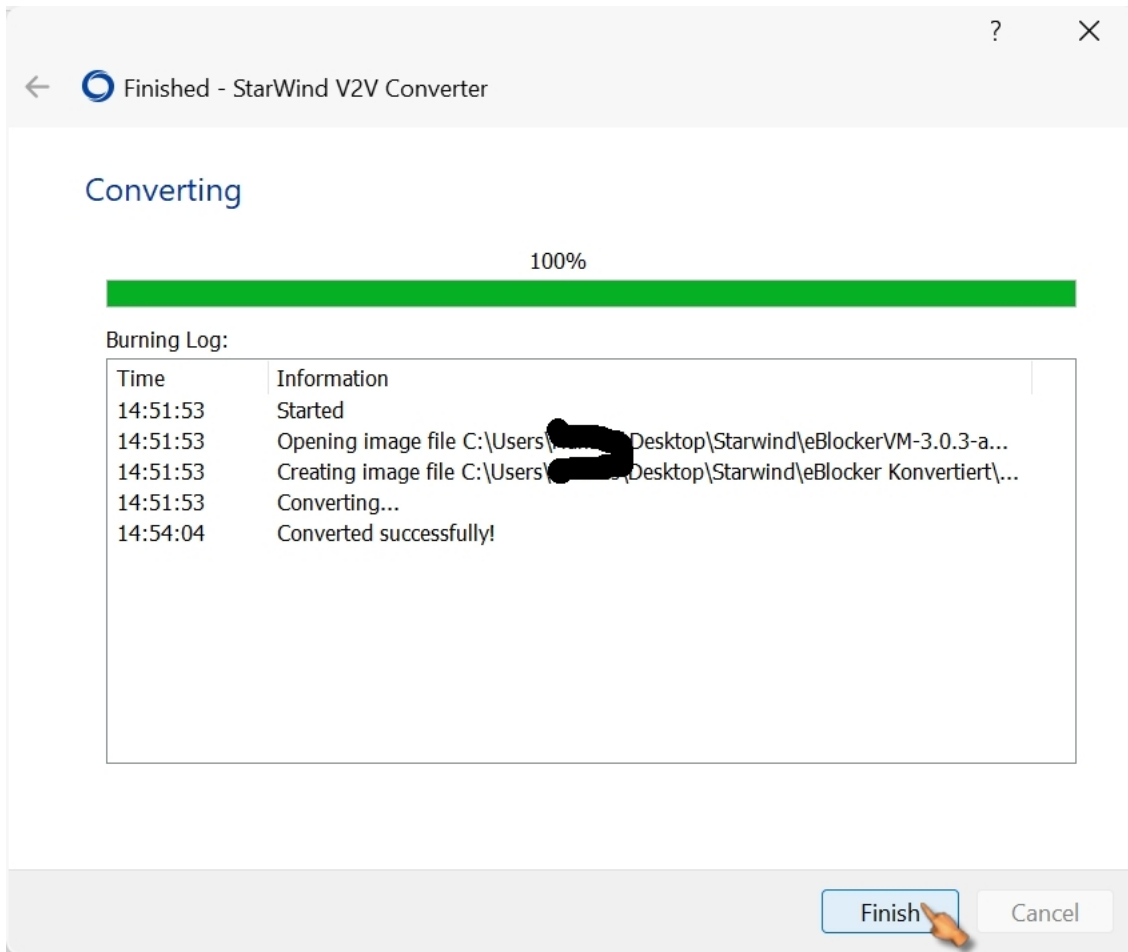 ?
Finished - StarWind V2V Converter
Converting
100%
Burning Log:
Time Information
14:51:53 Started
14:51:53 Opening image file C:\Users\ Desktop\Starwind\eBlockerVM-3.0.3-a...
14:51:53 Creating image file C:\Users\ \Desktop\Starwind\eBlocker Konvertiert\...
14:51:53 Converting...
14:54:04 Converted successfully!
Finish Cancel